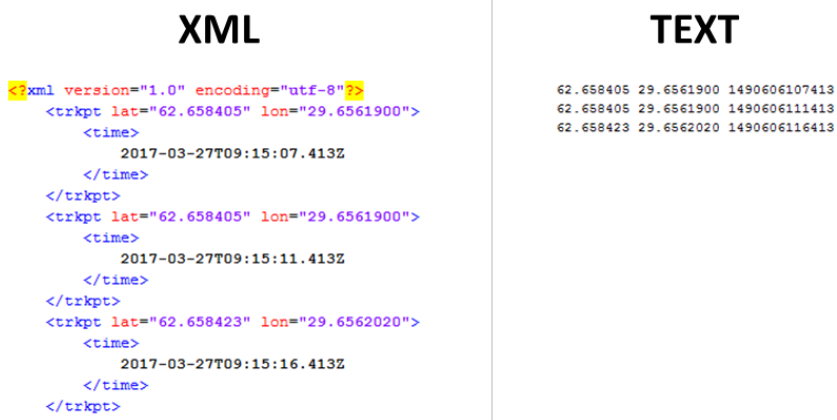 XML
<?xml version="1.0" encoding="utf-8"?>
<trkpt lat="62.658405" lon="29.6561900">
<time>
2017-03-27T09:15:07.413Z
</time>
</trkpt>
<trkpt lat="62.658405" lon="29.6561900">
<time>
2017-03-27T09:15:11.413Z
</time>
</trkpt>
<trkpt lat="62.658423" lon="29.6562020">
<time>
2017-03-27T09:15:16.413Z
</time>
</trkpt>
TEXT
62.658405 29.6561900 1490606107413
62.658405 29.6561900 1490606111413
62.658423 29.6562020 1490606116413